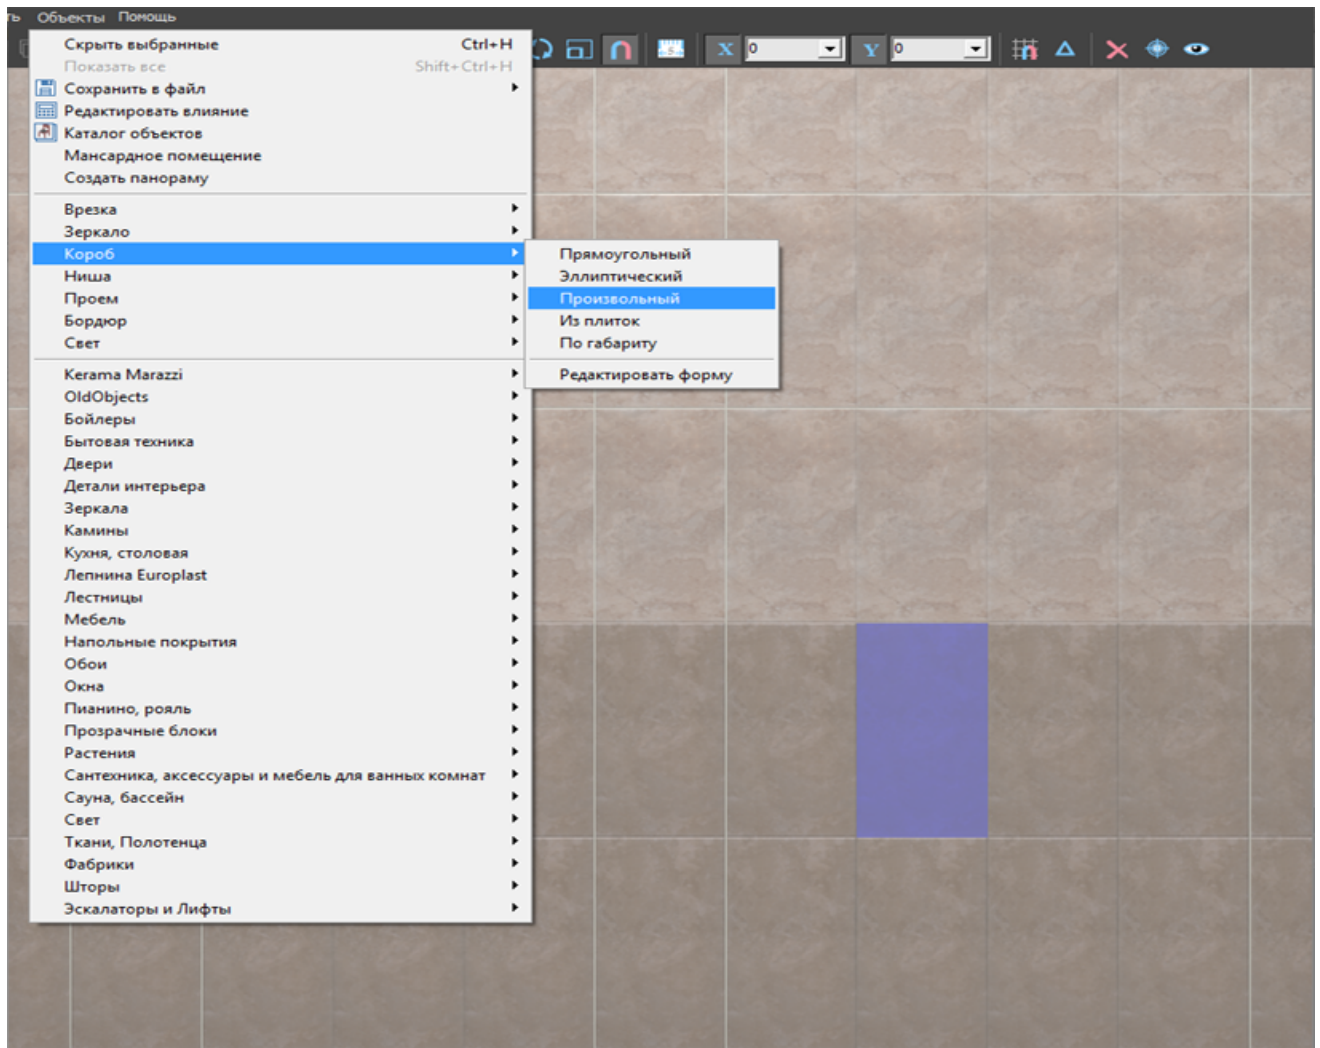 ть Объекты Помощь
Скрыть выбранные Ctrl+H
Показать все Shift+Ctrl+H
Сохранить в файл
Редактировать влияние
Каталог объектов
Мансардное помещение
Создать панораму
Врезка
Зеркало
Короб
Ниша
Проем
Бордюр
Свет
Прямоугольный
Эллиптический
Произвольный
Из плиток
По габариту
Редактировать форму
Kerama Marazzi
OldObjects
Бойлеры
Бытовая техника
Двери
Детали интерьера
Зеркала
Камины
Кухня, столовая
Лепнина Europlast
Лестницы
Мебель
Напольные покрытия
Обои
Окна
Пианино, рояль
Прозрачные блоки
Растения
Сантехника, аксессуары и мебель для ванных комнат
Сауна, бассейн
Свет
Ткани, Полотенца
Фабрики
Шторы
Эскалаторы и Лифты
X 0 Y 0